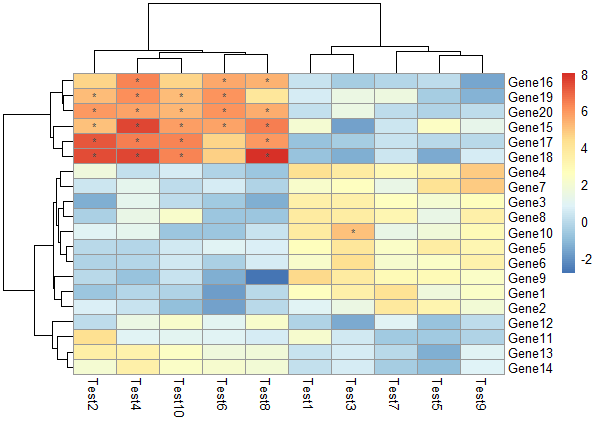 * * * Gene16 8
* * * * Gene19
* * * * * Gene20 6
* * * * * Gene15
* * * * Gene17 4
* * * * Gene18
Gene4 2
Gene7
Gene3 0
Gene8
* Gene10 -2
Gene5
Gene6
Gene9
Gene1
Gene2
Gene12
Gene11
Gene13
Gene14
Test2 Test4 Test10 Test6 Test8 Test1 Test3 Test7 Test5 Test9